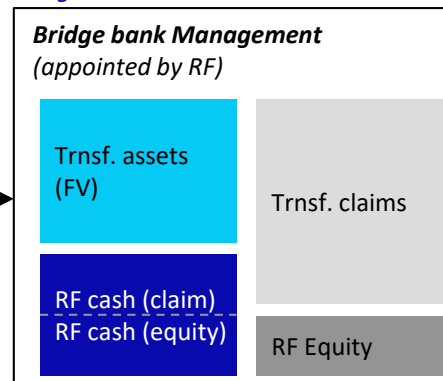 Bridge bank Management
(appointed by RF)
Trnsf. assets
(FV)
Trnsf. claims
RF cash (claim)
RF cash (equity)
RF Equity